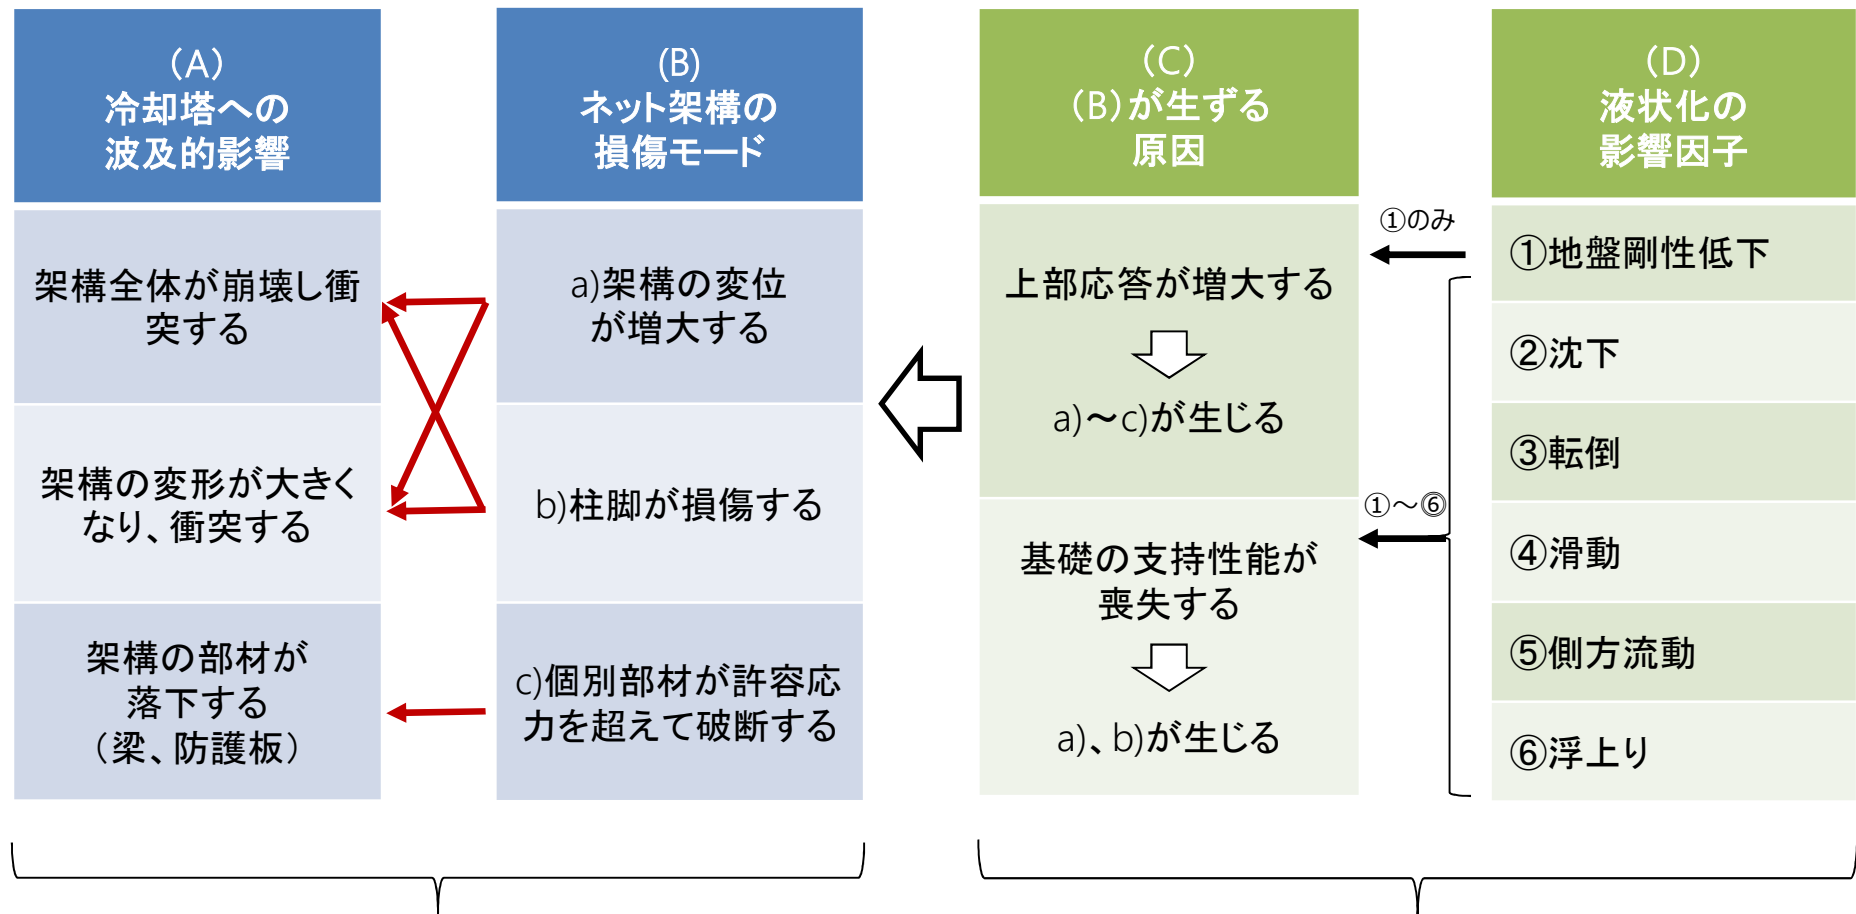 (A)
冷却塔への
波及的影響
架構全体が崩壊し衝
突する
架構の変形が大きく
なり、衝突する
架構の部材が
落下する
(梁、防護板)
(B)
ネット架構の
損傷モード
a)架構の変位
が増大する
b)柱脚が損傷する
c)個別部材が許容応
力を超えて破断する
(C)
(B)が生ずる
原因
上部応答が増大する
a)~c)が生じる
基礎の支持性能が
喪失する
a)、b)が生じる
①のみ
①~⑥
(D)
液状化の
影響因子
①地盤剛性低下
②沈下
③転倒
④滑動
⑤側方流動
⑥浮上り